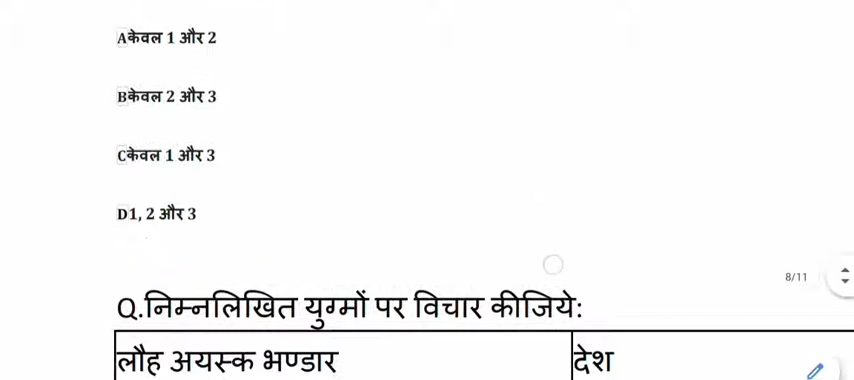 Aकेवल 1 और 2
Bकेवल 2 और 3
Cकेवल 1 और 3
D1, 2 और 3
8/11
Q.निम्नलिखित युग्मों पर विचार कीजिये:
लौह अयस्क भण्डार देश